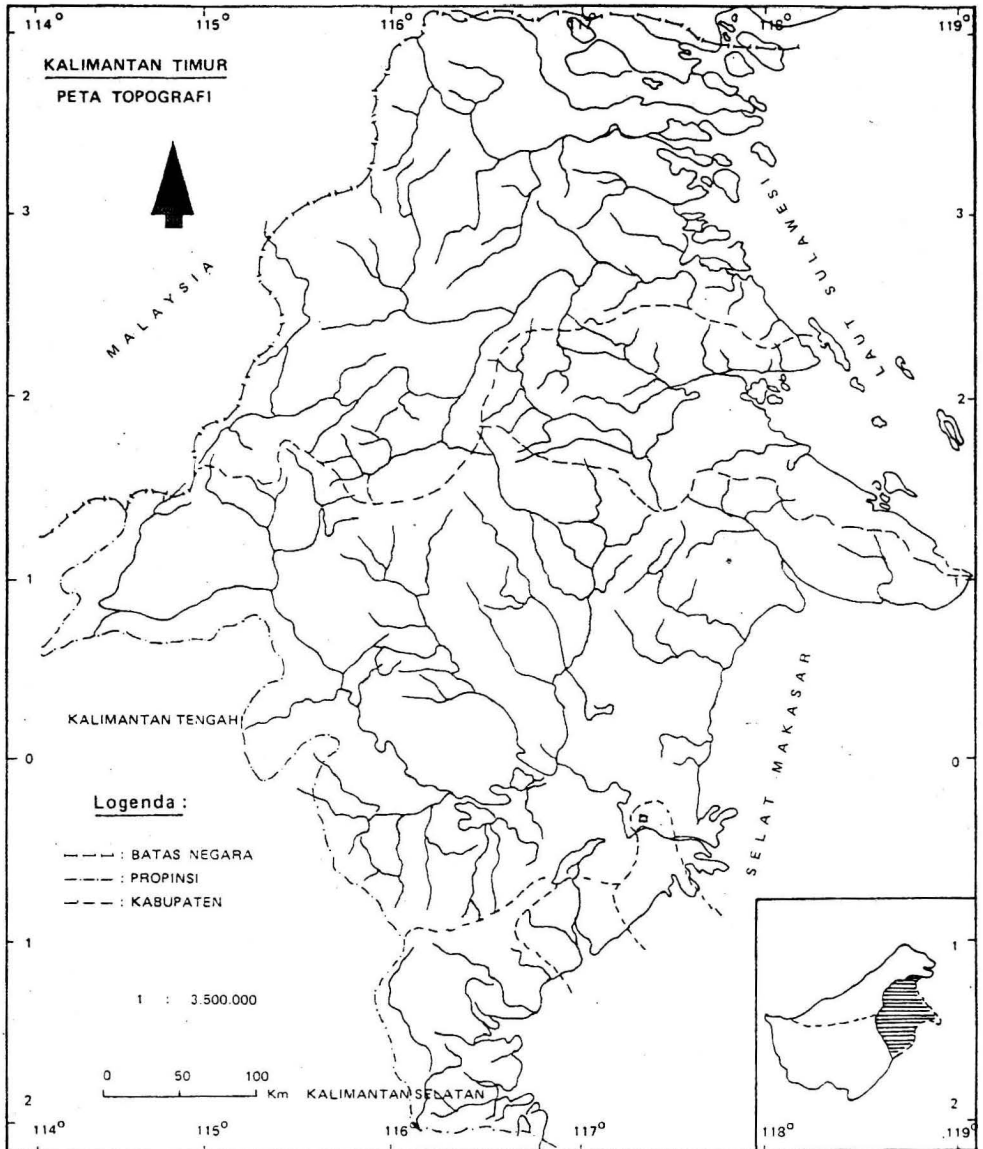 114° 115° 116° 117° 118° 119°
KALIMANTAN TIMUR
PETA TOPOGRAFI
3 3
MALAYSIA
LAUT SULAWESI
2 2
1 1
KALIMANTAN TENGAH
SELAT MAKASAR
0 0
Logenda :
: BATAS NEGARA
: PROPINSI
: KABUPATEN
1 1
1 : 3.500.000
0 50 100
Km KALIMANTAN SELATAN
2 2
114° 115° 116° 117° 118° 119°